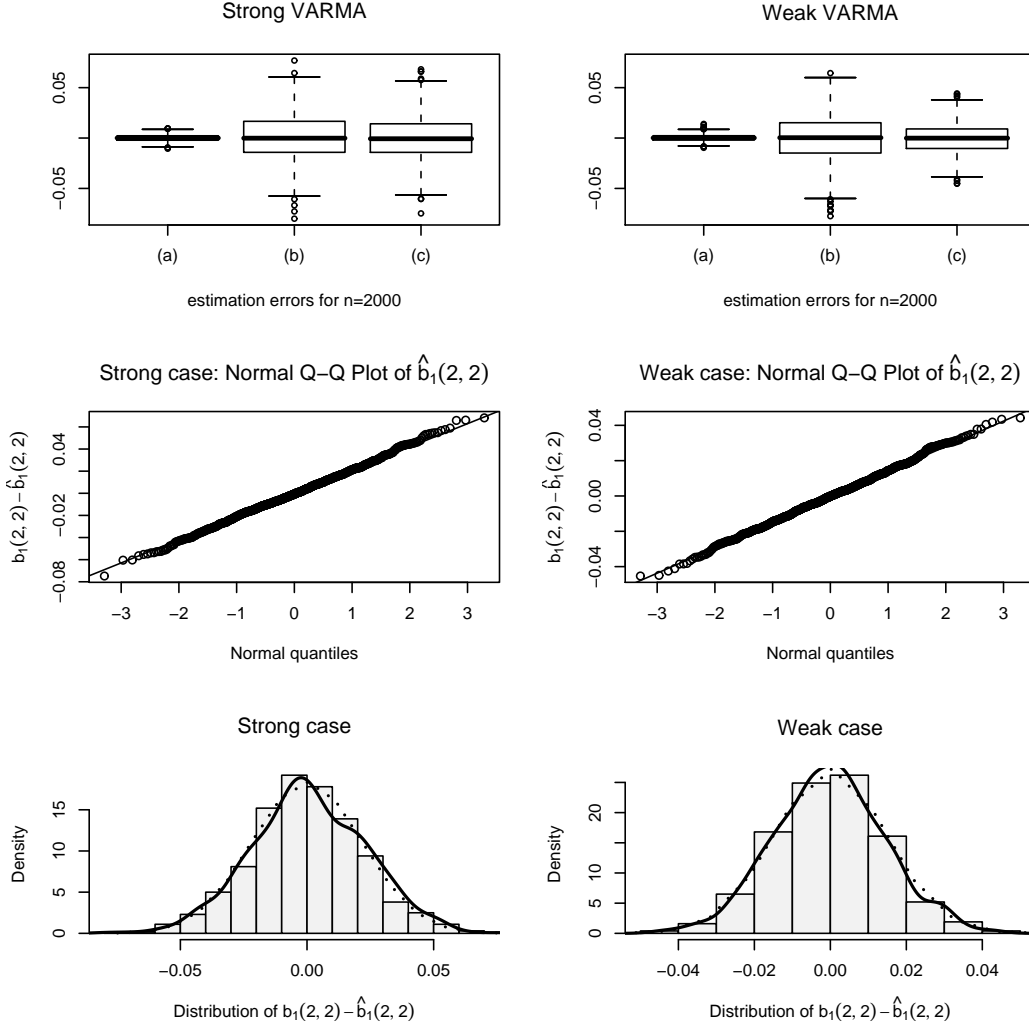 Strong VARMA
0.05
−0.05
(a) (b) (c)
estimation errors for n=2000
Weak VARMA
0.05
−0.05
(a) (b) (c)
estimation errors for n=2000
Strong case: Normal Q−Q Plot of b̂₁(2, 2)
b₁(2, 2) − b̂₁(2, 2)
0.04
−0.02
−0.08
−3 −2 −1 0 1 2 3
Normal quantiles
Weak case: Normal Q−Q Plot of b̂₁(2, 2)
b₁(2, 2) − b̂₁(2, 2)
0.04
0.00
−0.04
−3 −2 −1 0 1 2 3
Normal quantiles
Strong case
Density
15
10
5
0
−0.05 0.00 0.05
Distribution of b₁(2, 2) − b̂₁(2, 2)
Weak case
Density
20
10
5
0
−0.04 −0.02 0.00 0.02 0.04
Distribution of b₁(2, 2) − b̂₁(2, 2)